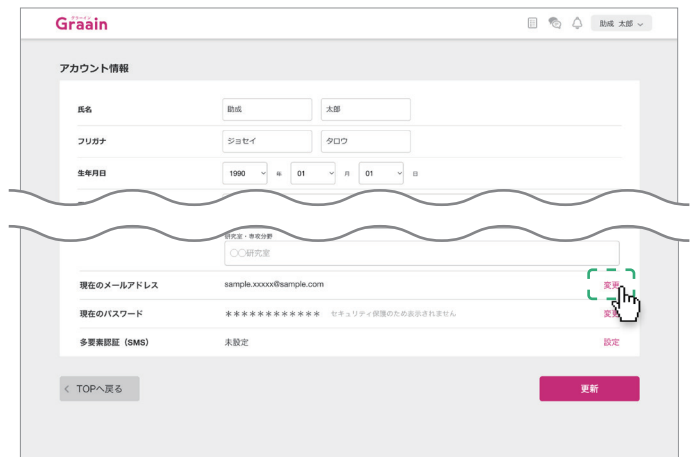 グラーイン
Graain
助成 太郎
アカウント情報
氏名 助成 太郎
フリガナ ジョセイ タロウ
生年月日 1990 年 01 月 01 日
研究室・専攻分野
〇〇研究室
現在のメールアドレス sample.xxxxx@sample.com 変更
現在のパスワード ************ セキュリティ保護のため表示されません 変更
多要素認証（SMS） 未設定 設定
< TOPへ戻る 更新